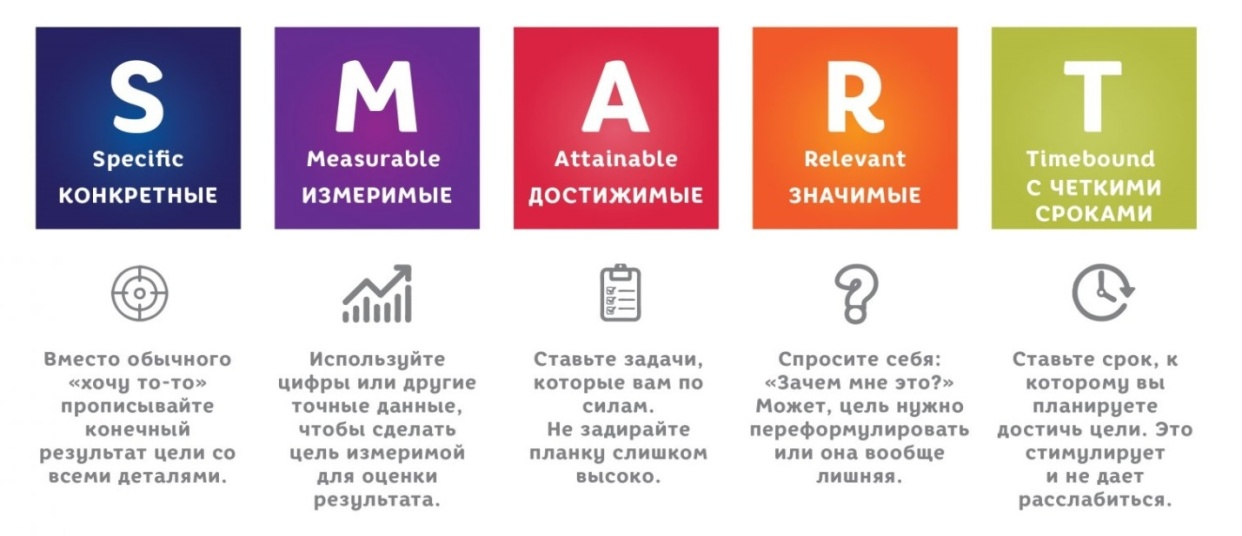 S
Specific
КОНКРЕТНЫЕ
Вместо обычного
«хочу то-то»
прописывайте
конечный
результат цели со
всеми деталями.
M
Measurable
ИЗМЕРИМЫЕ
Используйте
цифры или другие
точные данные,
чтобы сделать
цель измеримой
для оценки
результата.
A
Attainable
ДОСТИЖИМЫЕ
Ставьте задачи,
которые вам по
силам.
Не задирайте
планку слишком
высоко.
R
Relevant
ЗНАЧИМЫЕ
Спросите себя:
«Зачем мне это?»
Может, цель нужно
переформулировать
или она вообще
лишняя.
T
Timebound
С ЧЕТКИМИ
СРОКАМИ
Ставьте срок, к
которому вы
планируете
достичь цели. Это
стимулирует
и не дает
расслабиться.